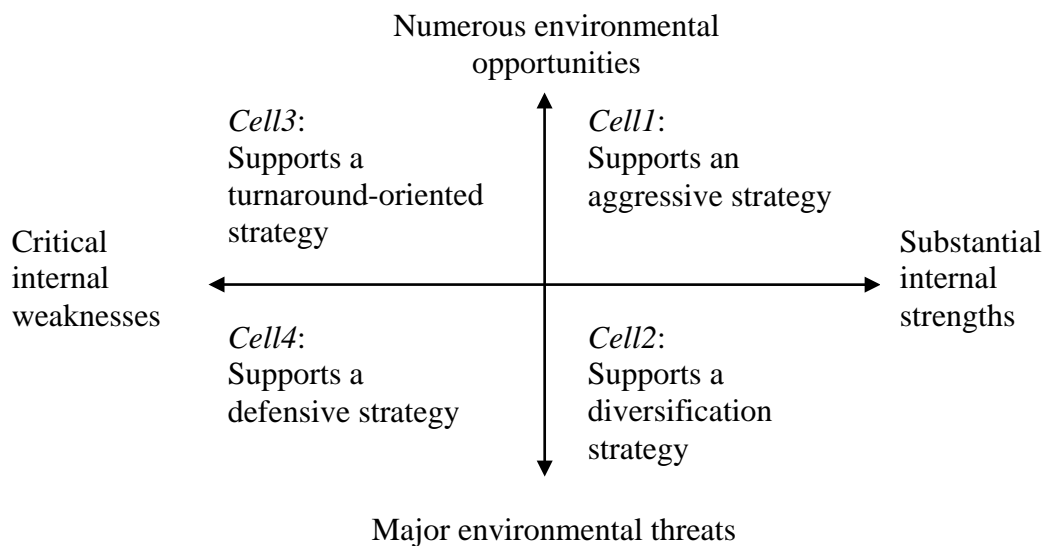 Numerous environmental
opportunities
Cell3:
Supports a
turnaround-oriented
strategy
Cell1:
Supports an
aggressive strategy
Critical
internal
weaknesses
Substantial
internal
strengths
Cell4:
Supports a
defensive strategy
Cell2:
Supports a
diversification
strategy
Major environmental threats